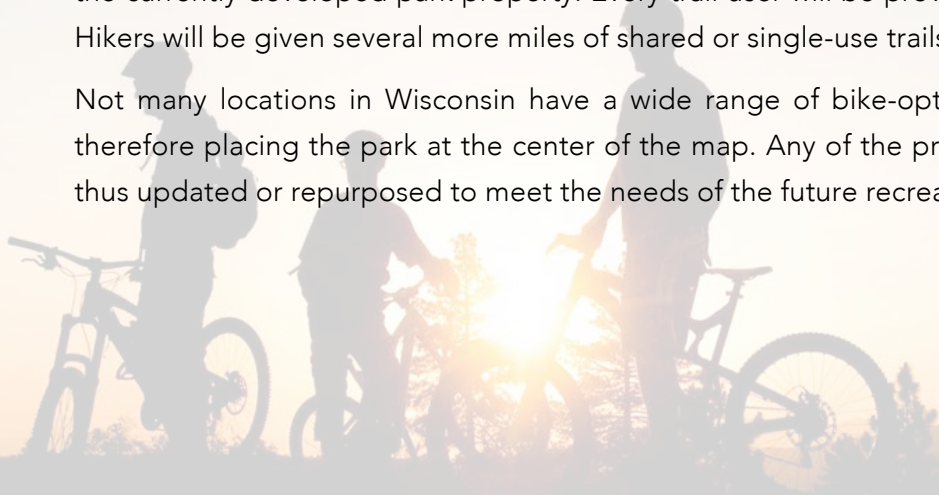 the currently developed park property. Every trail user will be
Hikers will be given several more miles of shared or single-use trails
Not many locations in Wisconsin have a wide range of
therefore placing the park at the center of the map. Any of the
thus updated or repurposed to meet the needs of the future